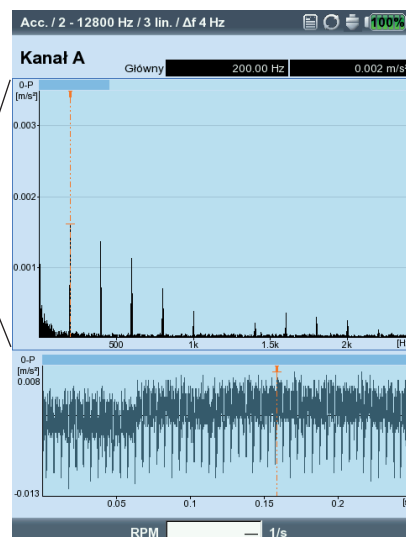 Acc. / 2 - 12800 Hz / 3 lin. / Δf 4 Hz 100%
Kanał A
Główny 200.00 Hz 0.002 m/s
0-P
[m/s²]
0.003
0.002
0.001
500 1k 1.5k 2k [H
0-P
[m/s²]
0.008
-0.013
0.05 0.1 0.15 0.2
RPM — 1/s